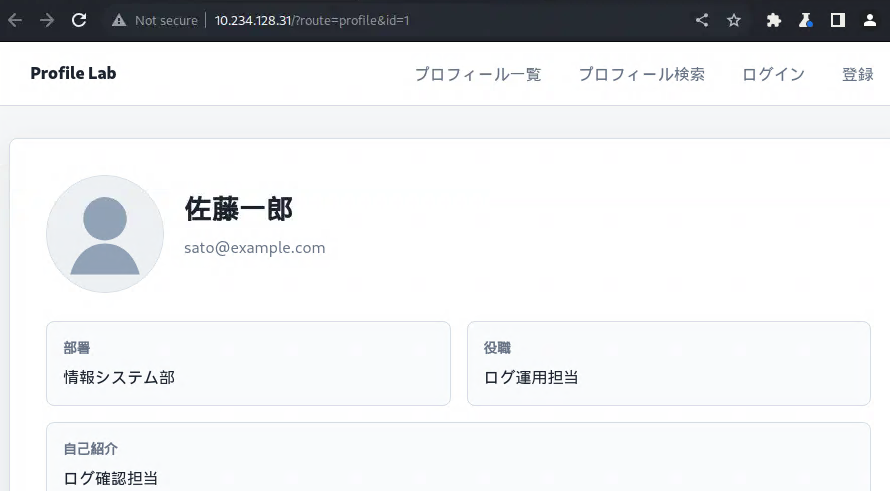 Not secure 10.234.128.31/?route=profile&id=1
Profile Lab プロフィール一覧 プロフィール検索 ログイン 登録
佐藤一郎
sato@example.com
部署 役職
情報システム部 ログ運用担当
自己紹介
ログ確認担当